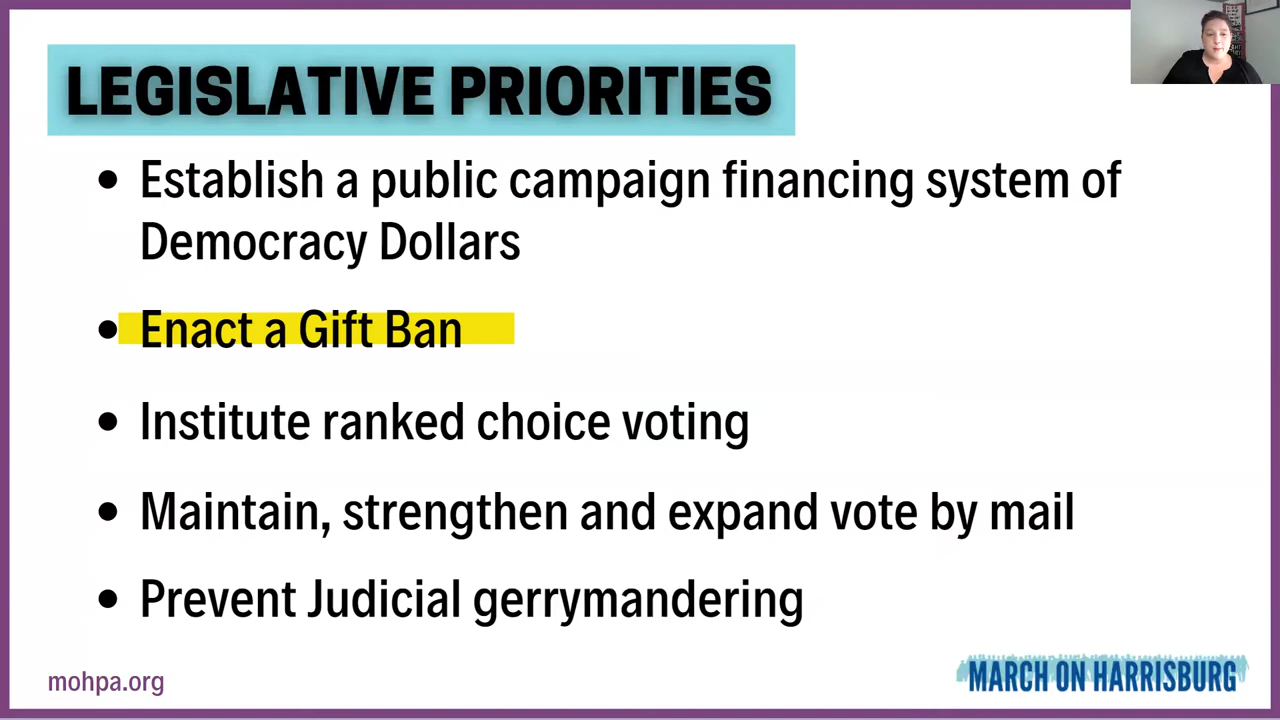 LEGISLATIVE PRIORITIES
• Establish a public campaign financing system of
Democracy Dollars
• Enact a Gift Ban
• Institute ranked choice voting
• Maintain, strengthen and expand vote by mail
• Prevent Judicial gerrymandering
mohpa.org
MARCH ON HARRISBURG